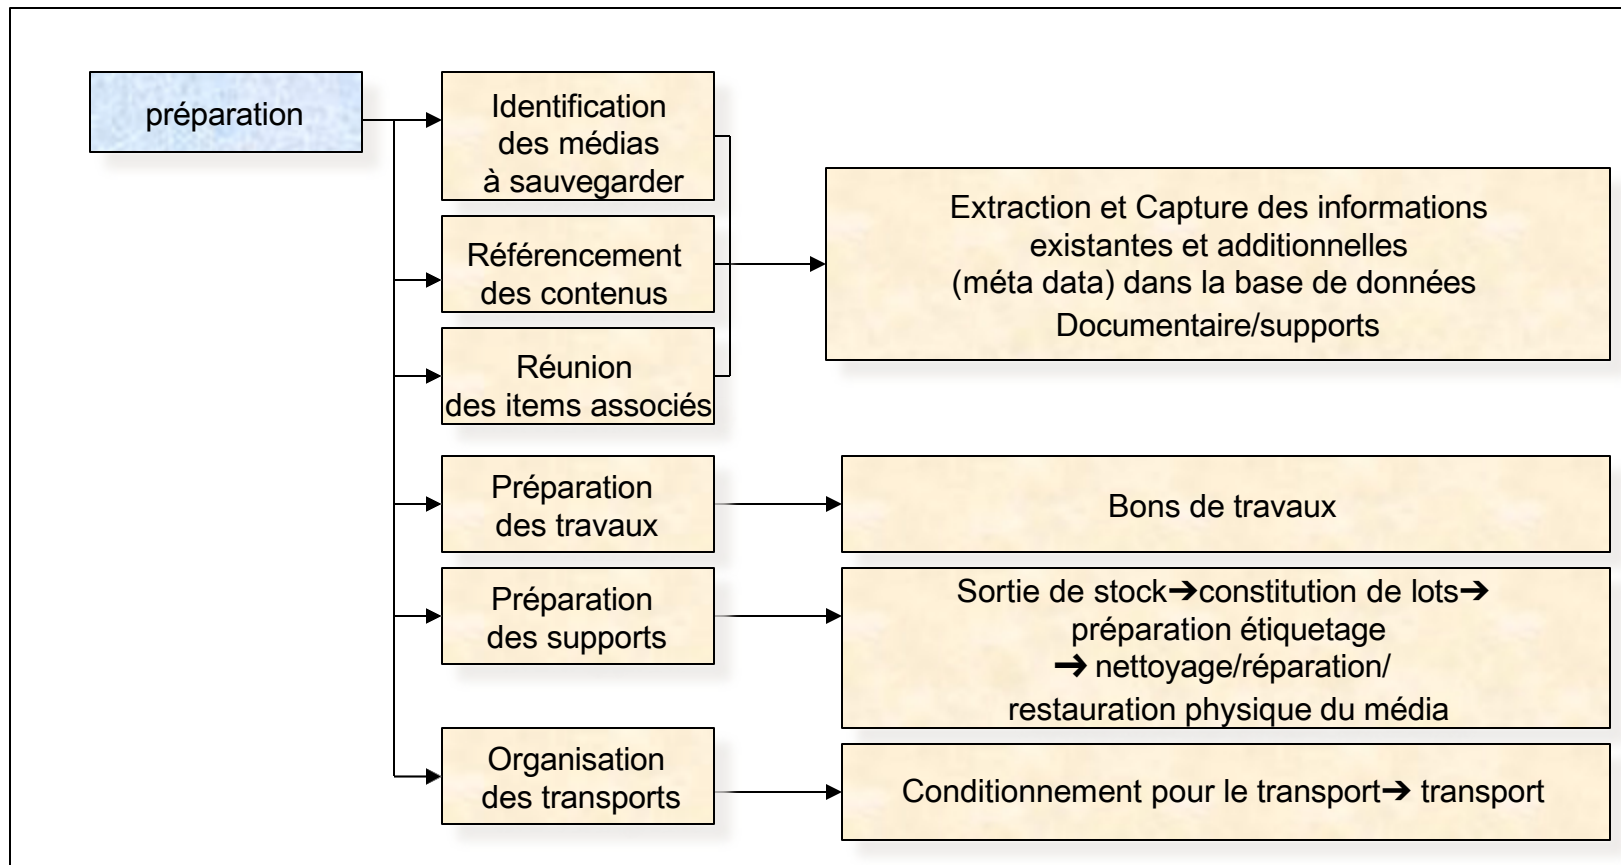 préparation
Identification
des médias
à sauvegarder
Référencement
des contenus
Réunion
des items associés
Extraction et Capture des informations
existantes et additionnelles
(méta data) dans la base de données
Documentaire/supports
Préparation
des travaux
Bons de travaux
Préparation
des supports
Sortie de stock➔constitution de lots➔
préparation étiquetage
➔ nettoyage/réparation/
restauration physique du média
Organisation
des transports
Conditionnement pour le transport➔ transport